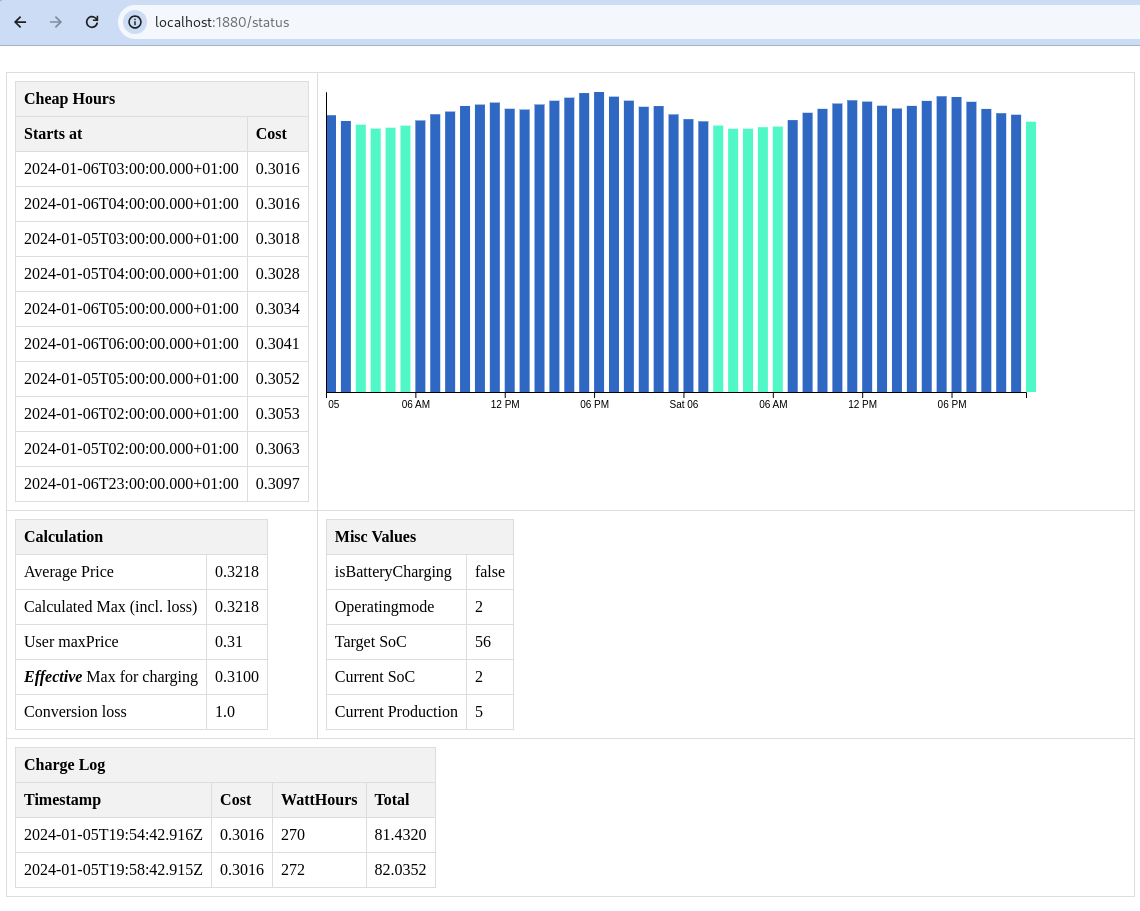 localhost:1880/status
Cheap Hours
Starts at Cost
2024-01-06T03:00:00.000+01:00 0.3016
2024-01-06T04:00:00.000+01:00 0.3016
2024-01-05T03:00:00.000+01:00 0.3018
2024-01-05T04:00:00.000+01:00 0.3028
2024-01-06T05:00:00.000+01:00 0.3034
2024-01-06T06:00:00.000+01:00 0.3041
2024-01-05T05:00:00.000+01:00 0.3052
2024-01-06T02:00:00.000+01:00 0.3053
2024-01-05T02:00:00.000+01:00 0.3063
2024-01-06T23:00:00.000+01:00 0.3097
05 06 AM 12 PM 06 PM Sat 06 06 AM 12 PM 06 PM
Calculation
Average Price 0.3218
Calculated Max (incl. loss) 0.3218
User maxPrice 0.31
Effective Max for charging 0.3100
Conversion loss 1.0
Misc Values
isBatteryCharging false
Operatingmode 2
Target SoC 56
Current SoC 2
Current Production 5
Charge Log
Timestamp Cost WattHours Total
2024-01-05T19:54:42.916Z 0.3016 270 81.4320
2024-01-05T19:58:42.915Z 0.3016 272 82.0352